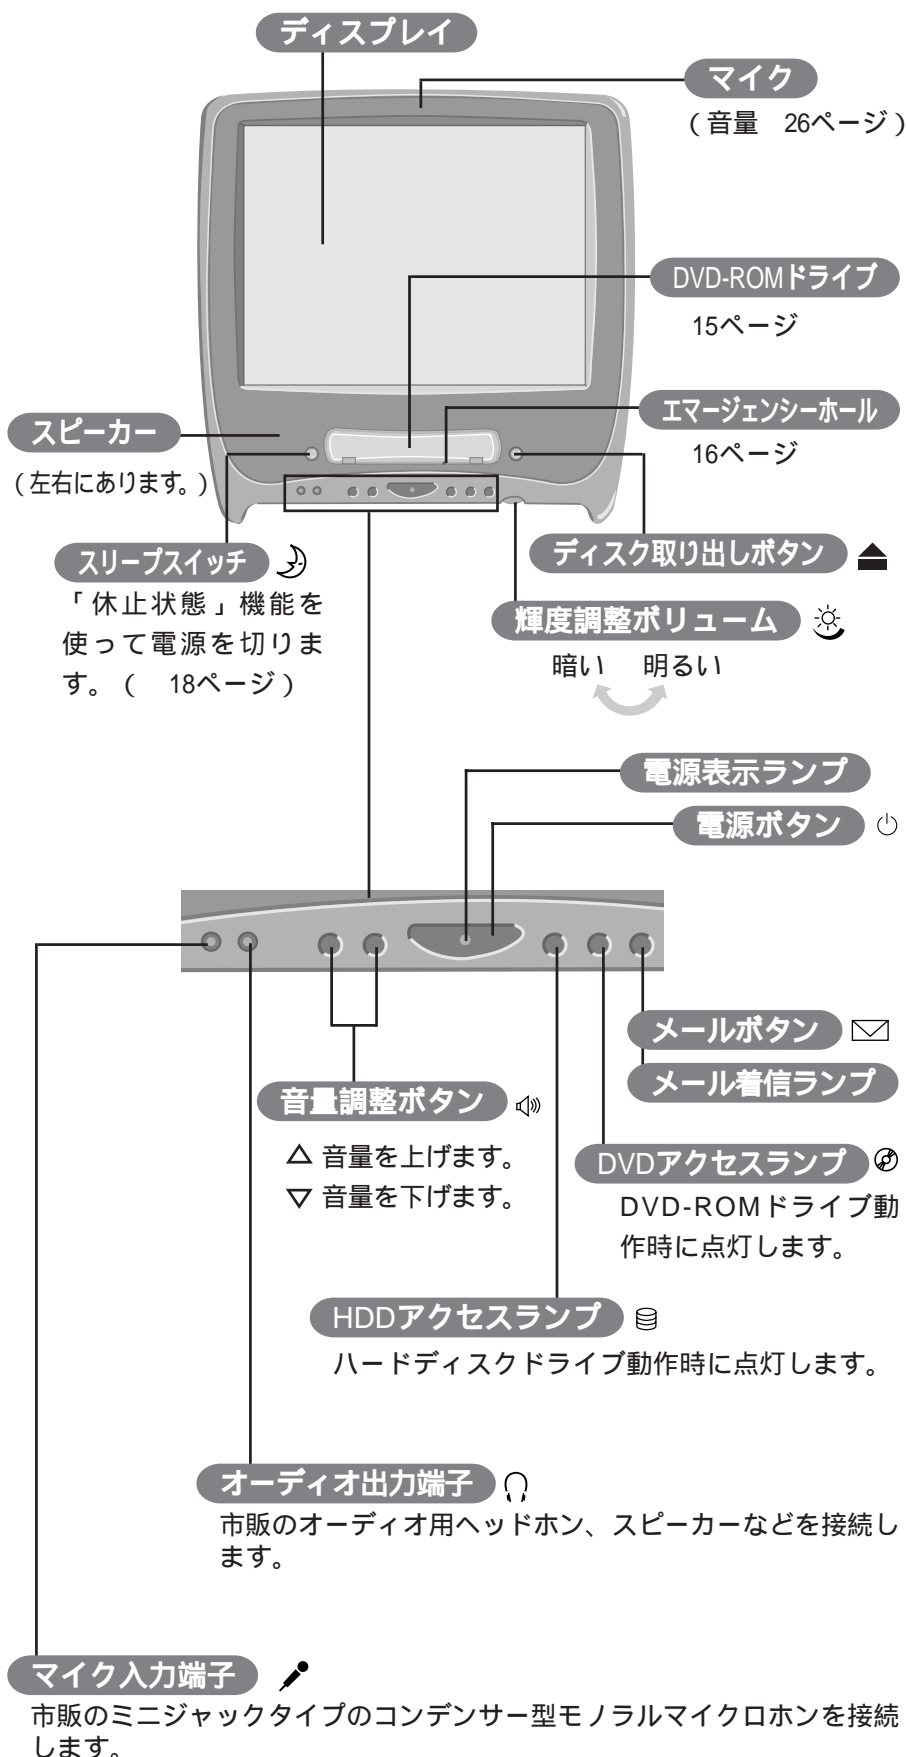 ディスプレイ
マイク
(音量　26ページ)
DVD-ROMドライブ
15ページ
エマージェンシーホール
16ページ
スピーカー
(左右にあります。)
ディスク取り出しボタン
スリープスイッチ
「休止状態」機能を
使って電源を切りま
す。(　18ページ)
輝度調整ボリューム
暗い　明るい
電源表示ランプ
電源ボタン
メールボタン
メール着信ランプ
音量調整ボタン
△ 音量を上げます。
▽ 音量を下げます。
DVDアクセスランプ
DVD-ROMドライブ動
作時に点灯します。
HDDアクセスランプ
ハードディスクドライブ動作時に点灯します。
オーディオ出力端子
市販のオーディオ用ヘッドホン、スピーカーなどを接続し
ます。
マイク入力端子
市販のミニジャックタイプのコンデンサー型モノラルマイクロホンを接続
します。